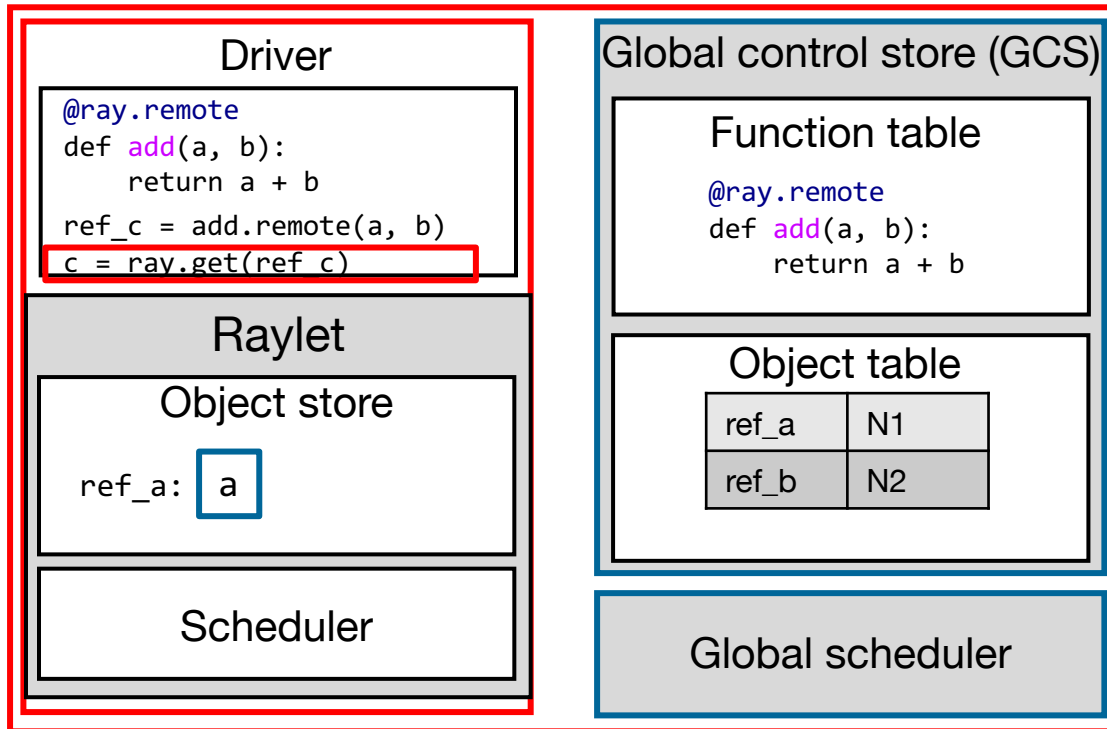 Driver
@ray.remote
def add(a, b):
    return a + b
ref_c = add.remote(a, b)
c = ray.get(ref_c)
Raylet
Object store
ref_a: a
Scheduler
Global control store (GCS)
Function table
@ray.remote
def add(a, b):
    return a + b
Object table
ref_a N1
ref_b N2
Global scheduler